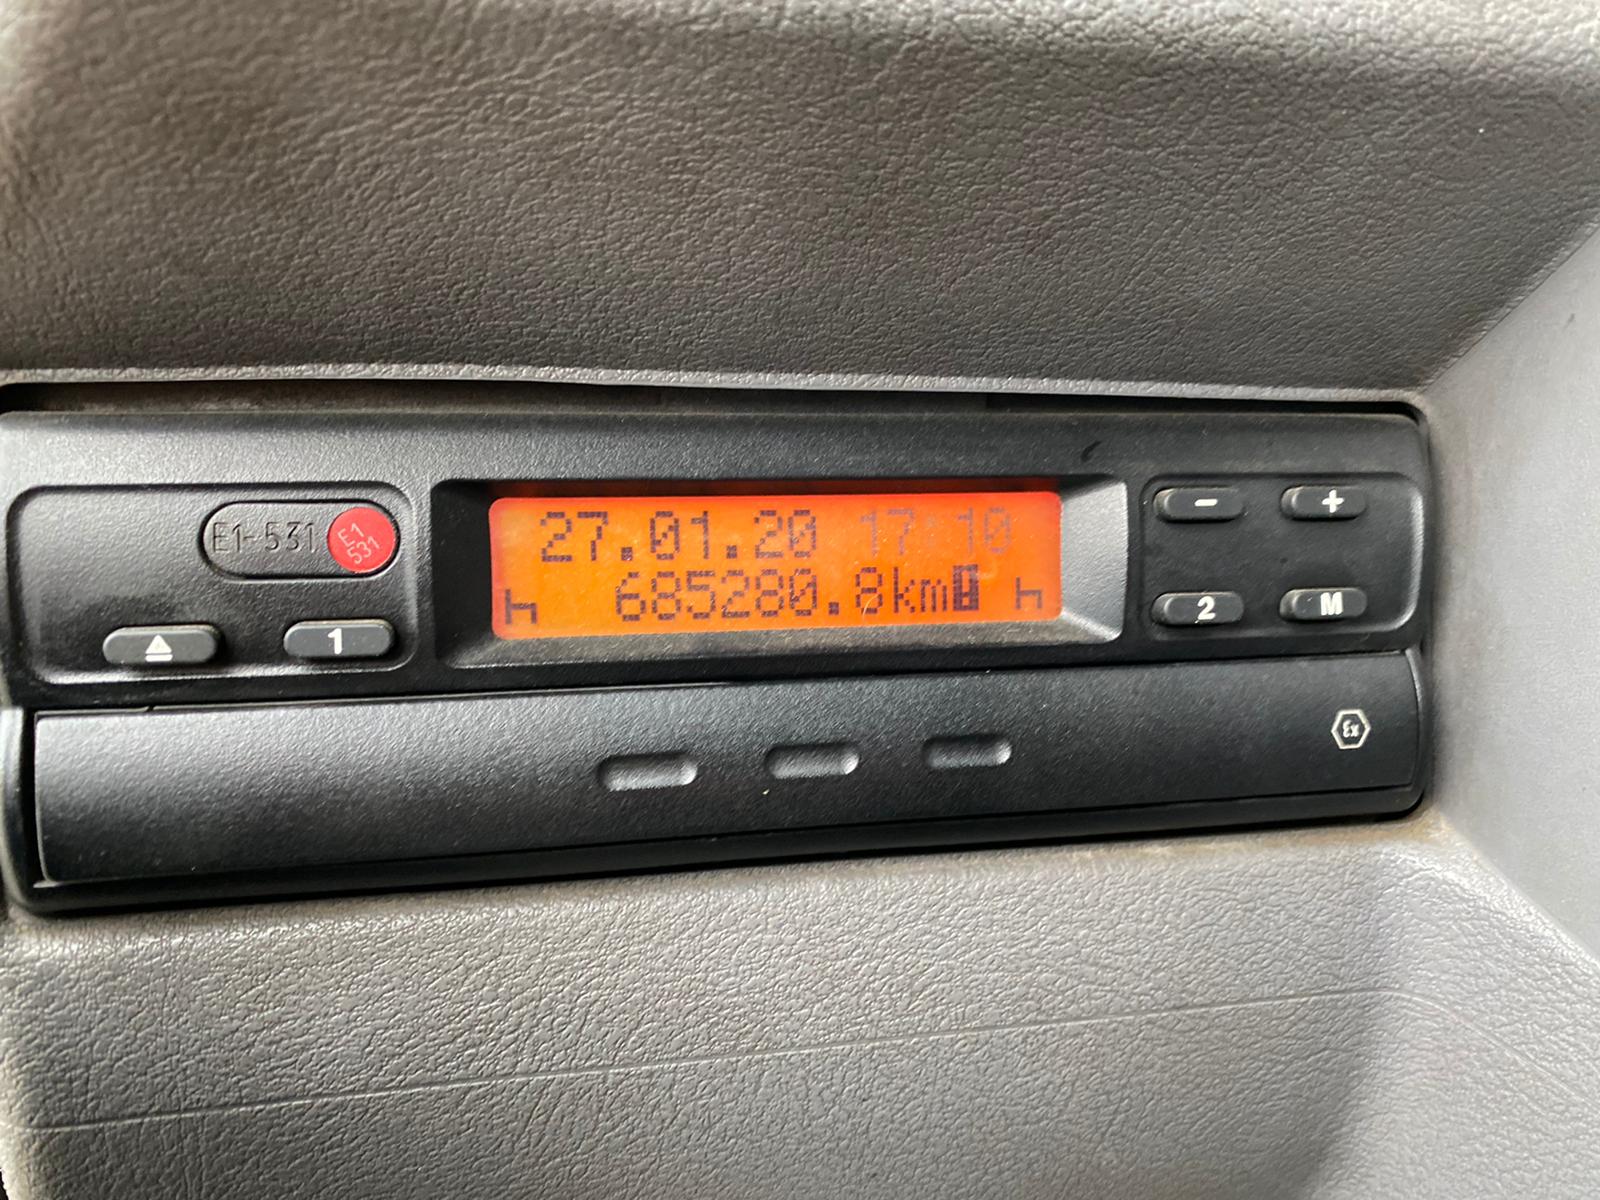 27.01.20 17:10
685280.8km
E1-531
E1
531
1
-
+
2
M
Ex